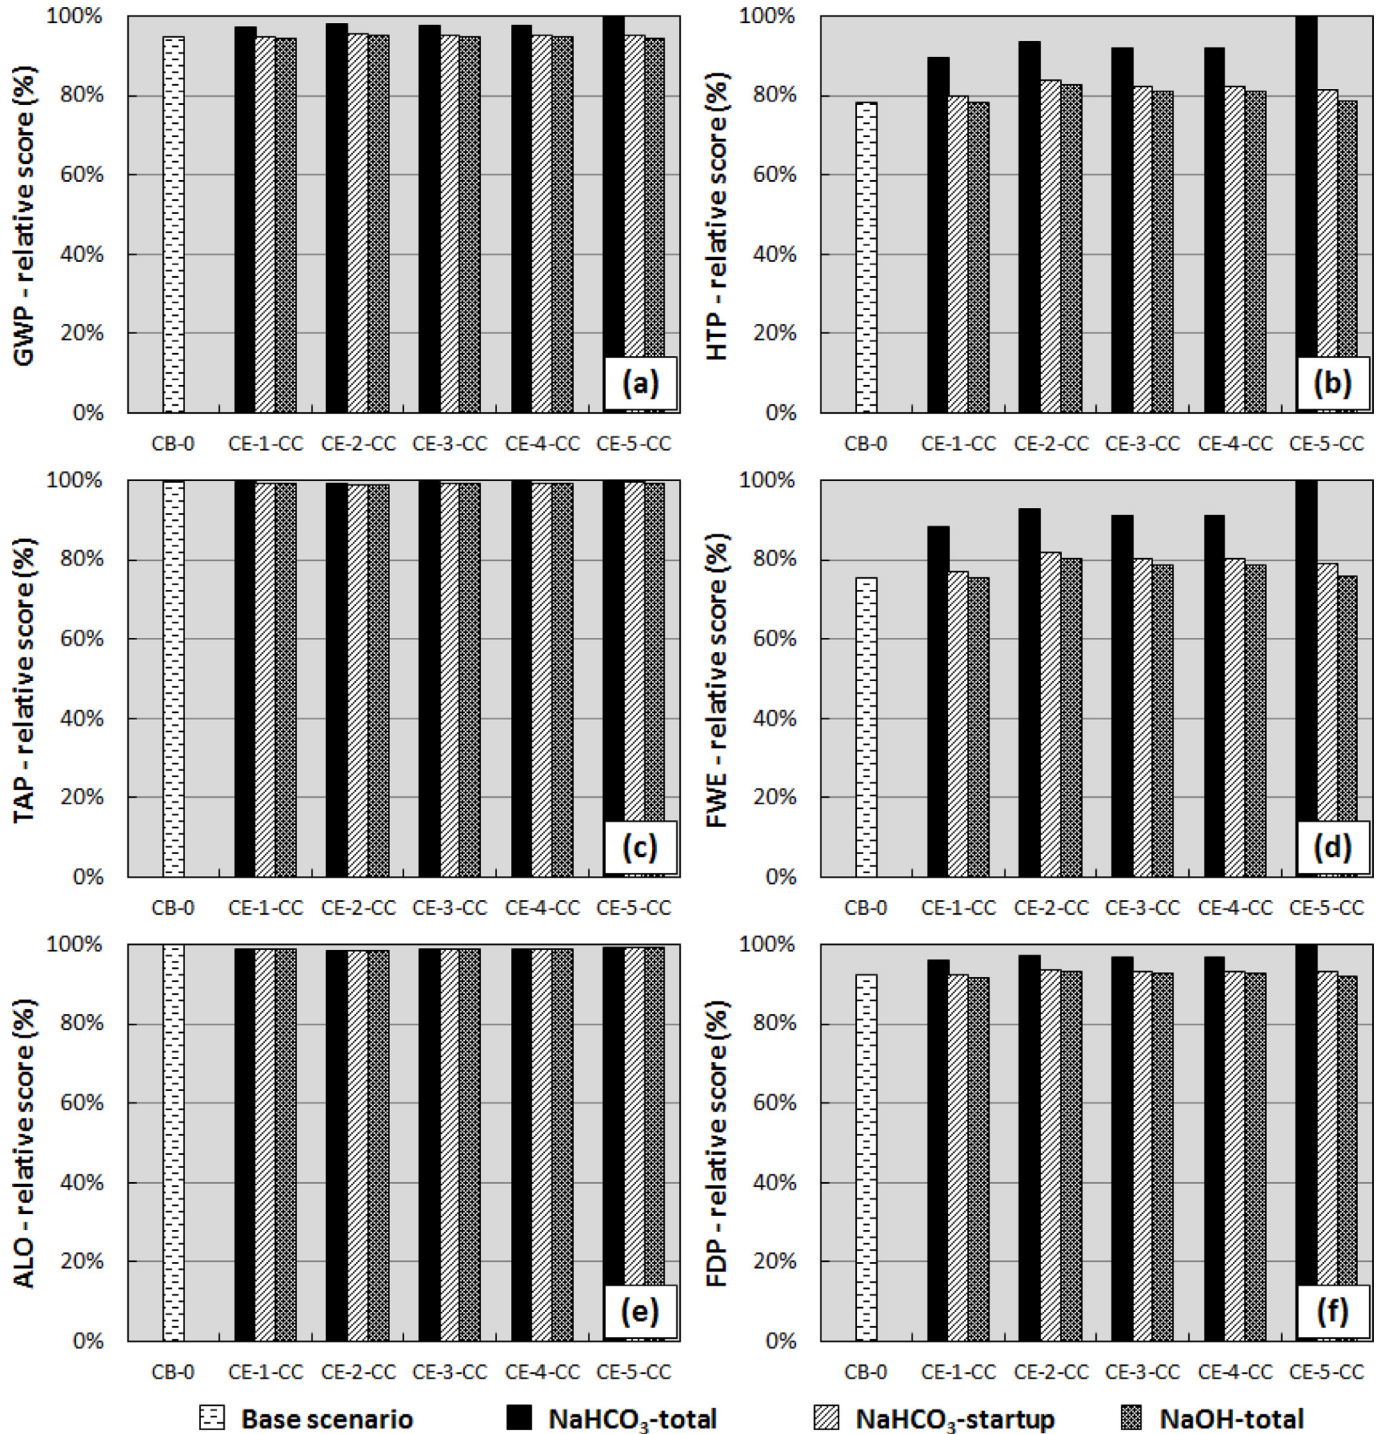 GWP - relative score (%)
100%
80%
60%
40%
20%
0%
(a)
CB-0 CE-1-CC CE-2-CC CE-3-CC CE-4-CC CE-5-CC
HTP - relative score (%)
100%
80%
60%
40%
20%
0%
(b)
CB-0 CE-1-CC CE-2-CC CE-3-CC CE-4-CC CE-5-CC
TAP - relative score (%)
100%
80%
60%
40%
20%
0%
(c)
CB-0 CE-1-CC CE-2-CC CE-3-CC CE-4-CC CE-5-CC
FWE - relative score (%)
100%
80%
60%
40%
20%
0%
(d)
CB-0 CE-1-CC CE-2-CC CE-3-CC CE-4-CC CE-5-CC
ALO - relative score (%)
100%
80%
60%
40%
20%
0%
(e)
CB-0 CE-1-CC CE-2-CC CE-3-CC CE-4-CC CE-5-CC
FDP - relative score (%)
100%
80%
60%
40%
20%
0%
(f)
CB-0 CE-1-CC CE-2-CC CE-3-CC CE-4-CC CE-5-CC
Base scenario NaHCO₃-total NaHCO₃-startup NaOH-total